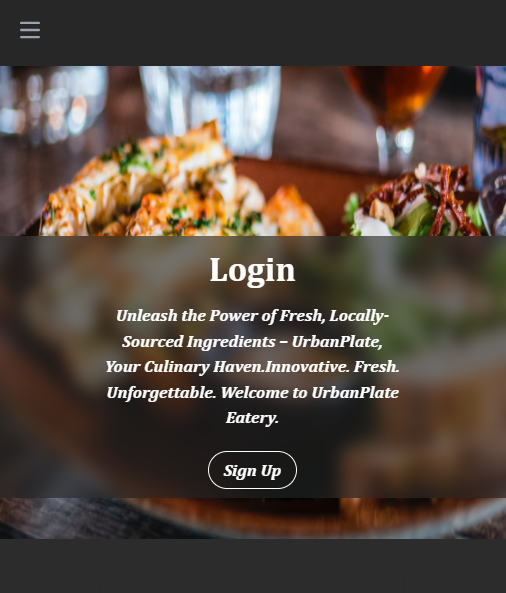 Login
Unleash the Power of Fresh, Locally-
Sourced Ingredients – UrbanPlate,
Your Culinary Haven.Innovative. Fresh.
Unforgettable. Welcome to UrbanPlate
Eatery.
Sign Up